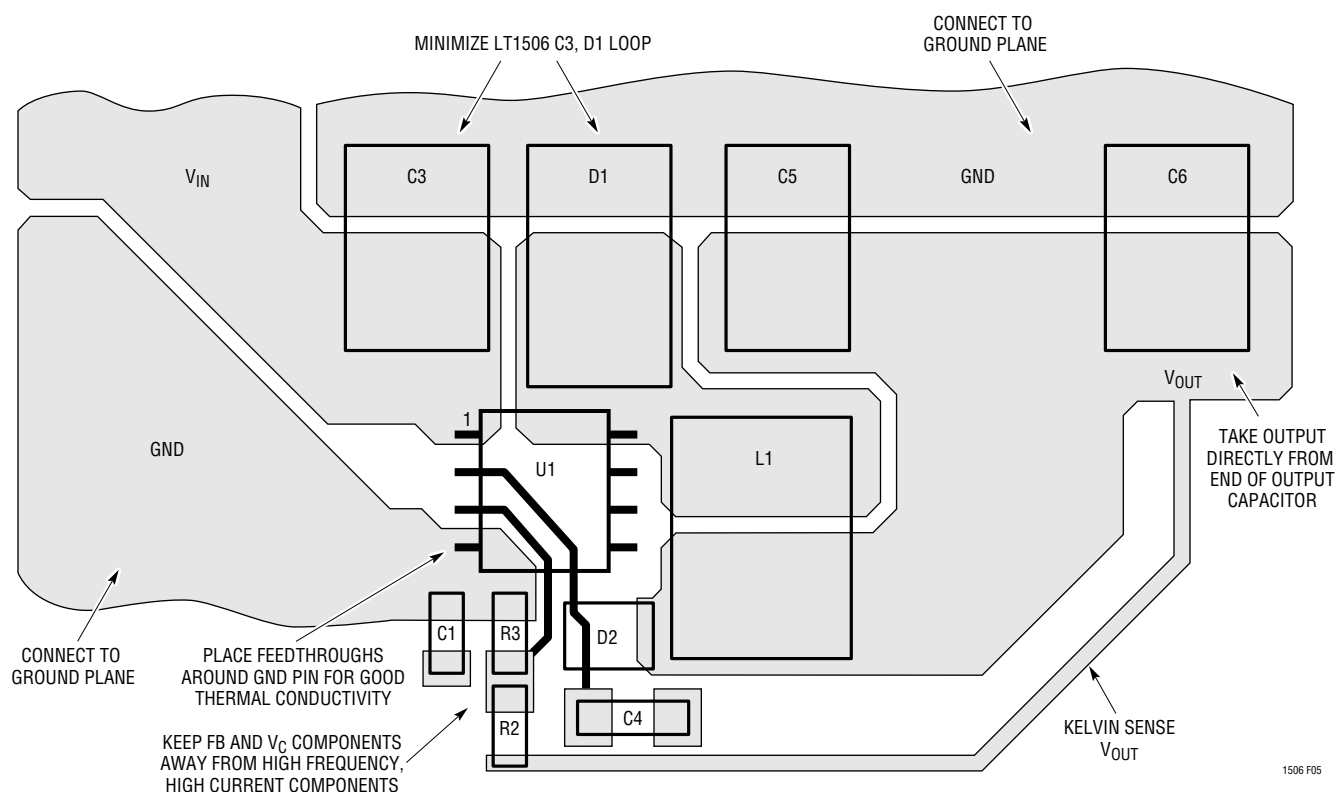 CONNECT TO
GROUND PLANE
MINIMIZE LT1506 C3, D1 LOOP
VIN
C3
D1
C5
GND
C6
VOUT
1
U1
L1
GND
TAKE OUTPUT
DIRECTLY FROM
END OF OUTPUT
CAPACITOR
C1
R3
D2
CONNECT TO
GROUND PLANE
PLACE FEEDTHROUGHS
AROUND GND PIN FOR GOOD
THERMAL CONDUCTIVITY
C4
R2
KELVIN SENSE
VOUT
KEEP FB AND VC COMPONENTS
AWAY FROM HIGH FREQUENCY,
HIGH CURRENT COMPONENTS
1506 F05